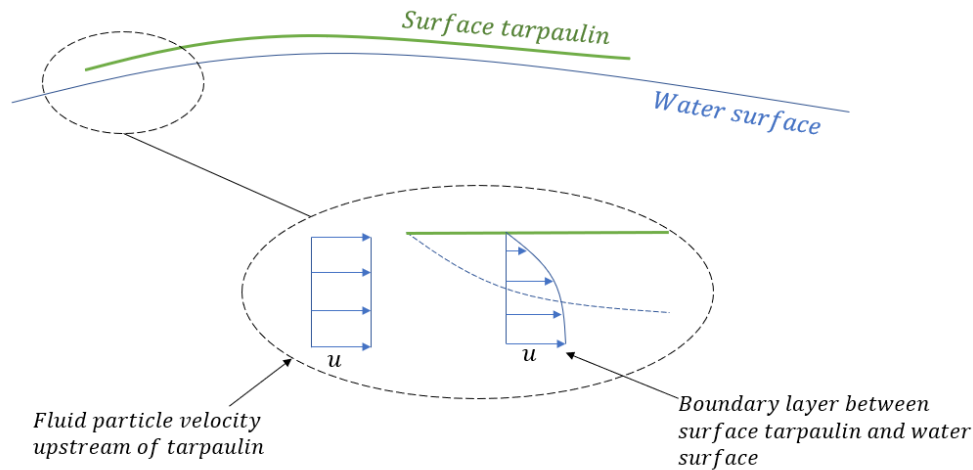 Surface tarpaulin
Water surface
u
u
Fluid particle velocity
upstream of tarpaulin
Boundary layer between
surface tarpaulin and water
surface